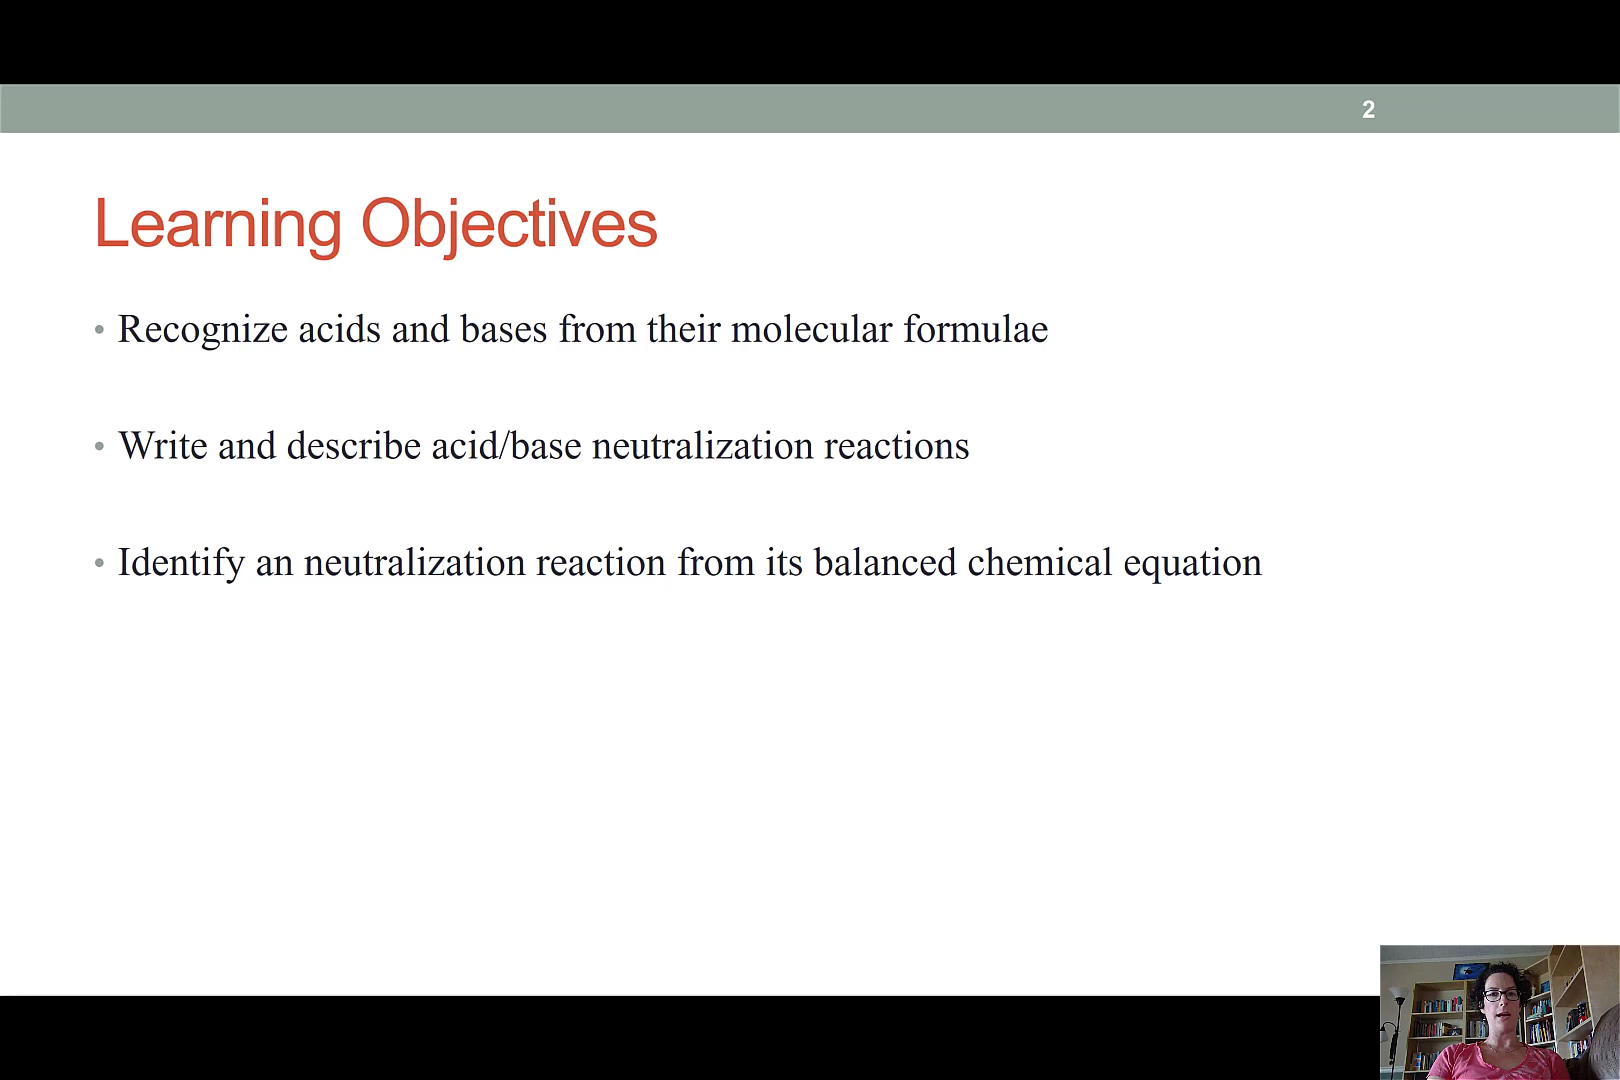 2
Learning Objectives
• Recognize acids and bases from their molecular formulae
• Write and describe acid/base neutralization reactions
• Identify an neutralization reaction from its balanced chemical equation